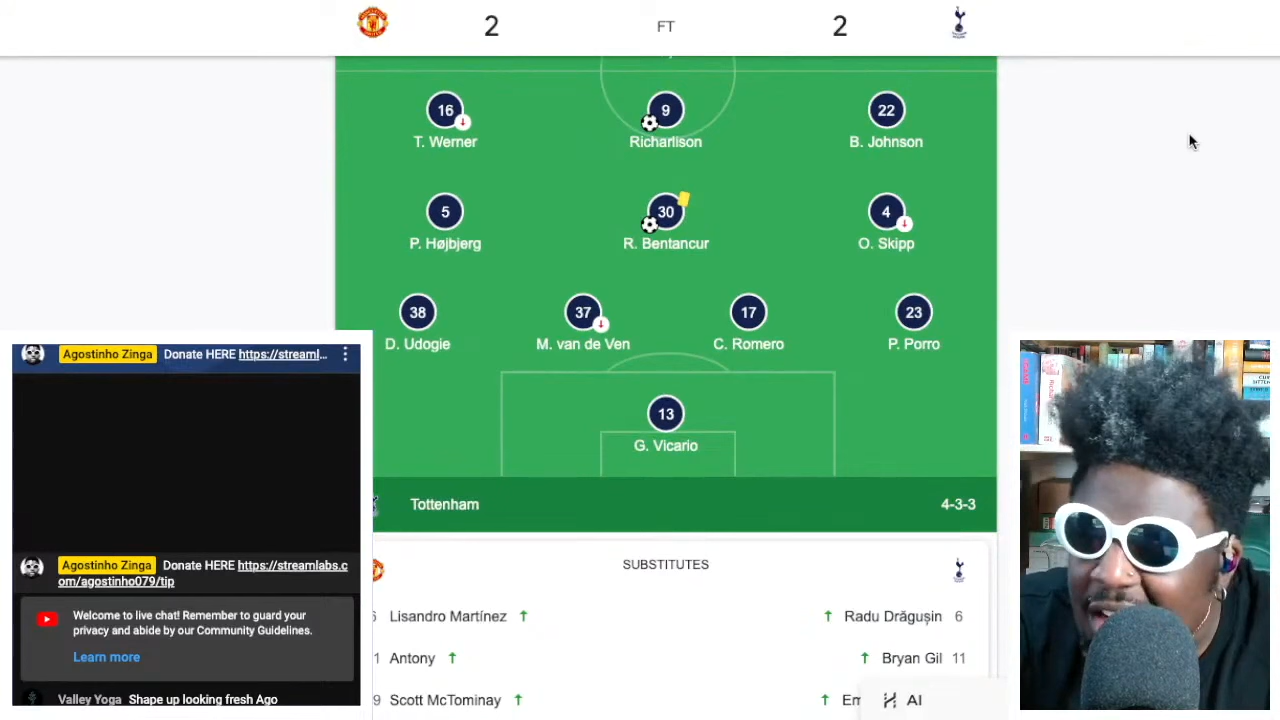 2 FT 2
16 9 22
T. Werner Richarlison B. Johnson
5 30 4
P. Højbjerg R. Bentancur O. Skipp
38 37 17 23
D. Udogie M. van de Ven C. Romero P. Porro
13
G. Vicario
Tottenham 4-3-3
SUBSTITUTES
Lisandro Martínez Radu Drăgușin 6
Antony Bryan Gil 11
Scott McTominay
AI
Agostinho Zinga Donate HERE https://streaml...
Agostinho Zinga Donate HERE https://streamlabs.c
om/agostinho079/tip
Welcome to live chat! Remember to guard your
privacy and abide by our Community Guidelines.
Learn more
Valley Yoga Shape up looking fresh Ago